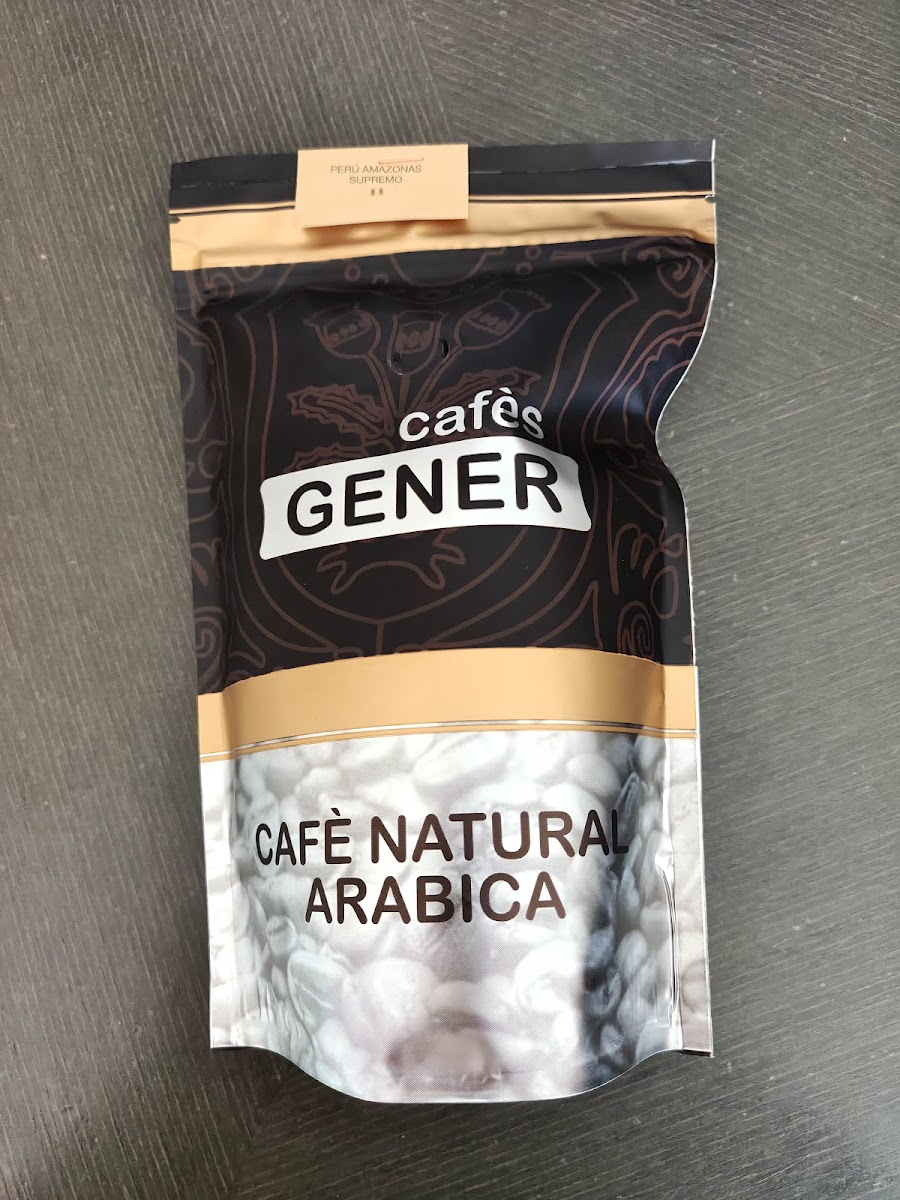 PERÚ AMAZONAS
SUPREMO
cafès
GENER
CAFÈ NATURAL
ARABICA